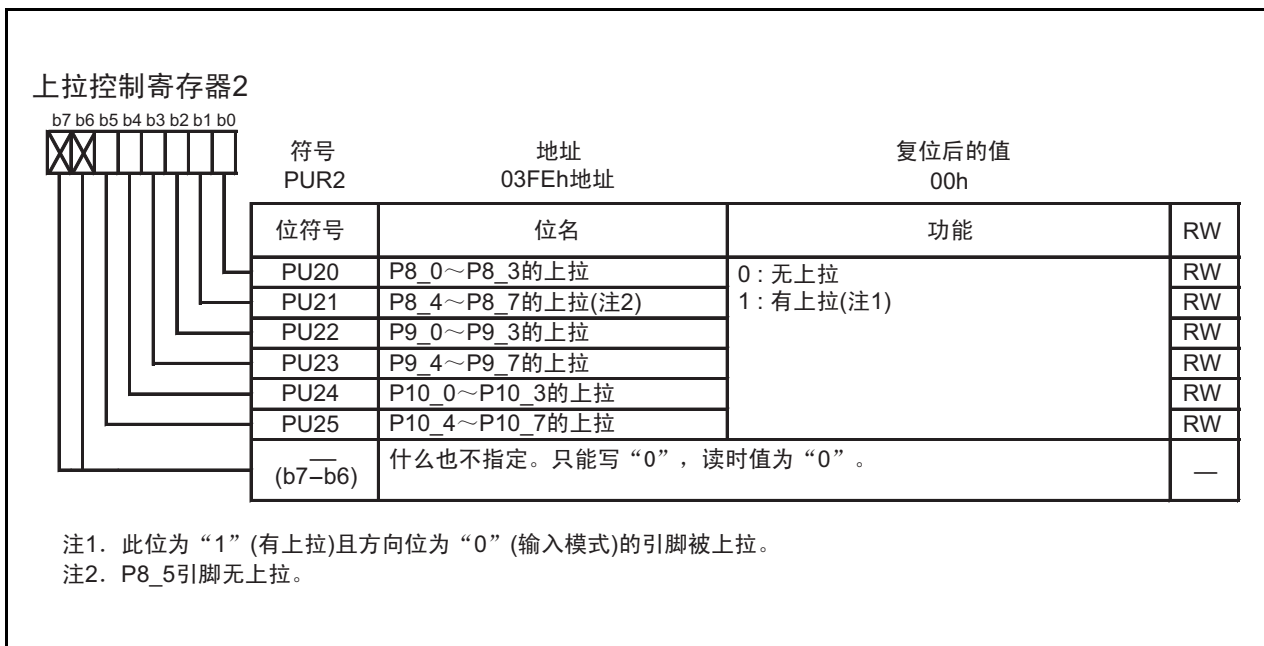 上拉控制寄存器2
b7 b6 b5 b4 b3 b2 b1 b0
符号 地址 复位后的值
PUR2 03FEh地址 00h
位符号 位名 功能 RW
PU20 P8_0～P8_3的上拉 0 : 无上拉 RW
PU21 P8_4～P8_7的上拉(注2) 1 : 有上拉(注1) RW
PU22 P9_0～P9_3的上拉 RW
PU23 P9_4～P9_7的上拉 RW
PU24 P10_0～P10_3的上拉 RW
PU25 P10_4～P10_7的上拉 RW
— 什么也不指定。只能写“0”，读时值为“0”。 —
(b7–b6)
注1. 此位为“1”(有上拉)且方向位为“0”(输入模式)的引脚被上拉。
注2. P8_5引脚无上拉。